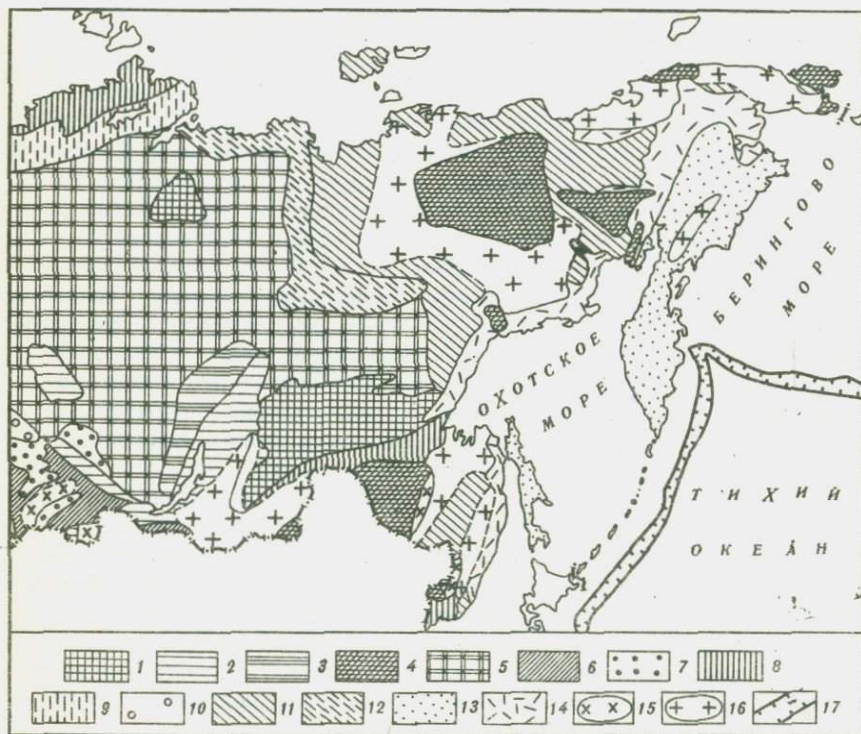 БЕРИНГОВО
МОРЕ
ОХОТСКОЕ
МОРЕ
ТИХИЙ
ОКЕАН
1 2 3 4 5 6 7 8
9 10 11 12 13 14 15 16 17